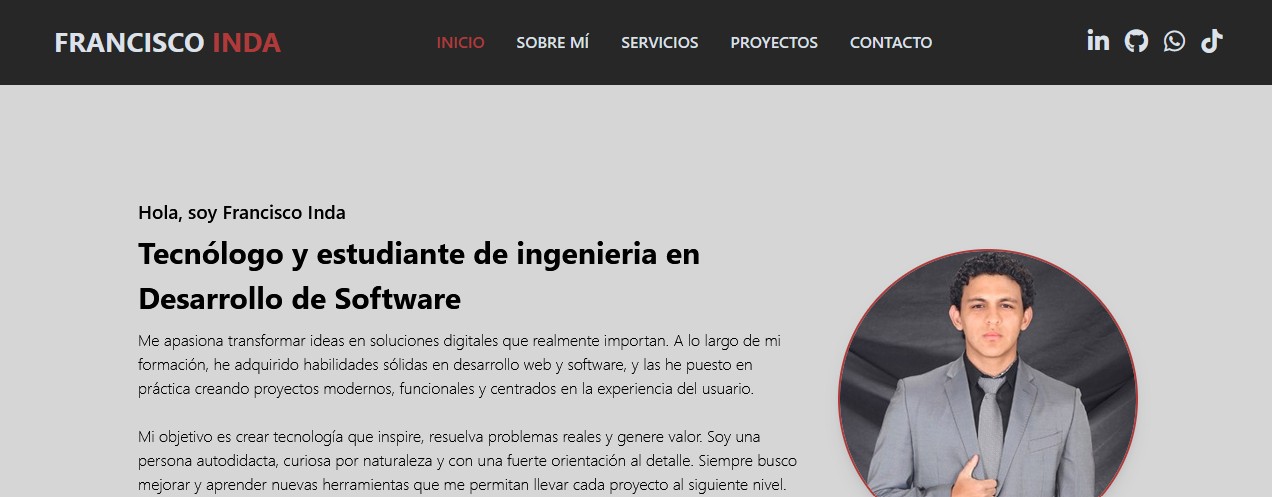 FRANCISCO INDA
INICIO
SOBRE MÍ
SERVICIOS
PROYECTOS
CONTACTO
Hola, soy Francisco Inda
Tecnólogo y estudiante de ingenieria en
Desarrollo de Software
Me apasiona transformar ideas en soluciones digitales que realmente importan. A lo largo de mi
formación, he adquirido habilidades sólidas en desarrollo web y software, y las he puesto en
práctica creando proyectos modernos, funcionales y centrados en la experiencia del usuario.
Mi objetivo es crear tecnología que inspire, resuelva problemas reales y genere valor. Soy una
persona autodidacta, curiosa por naturaleza y con una fuerte orientación al detalle. Siempre busco
mejorar y aprender nuevas herramientas que me permitan llevar cada proyecto al siguiente nivel.